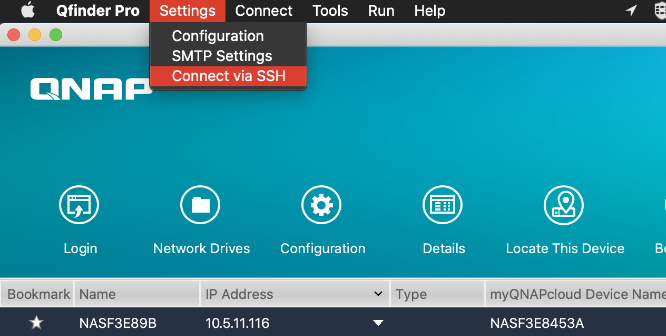 Qfinder Pro Settings Connect Tools Run Help
Configuration
SMTP Settings
Connect via SSH
QNAP
Login Network Drives Configuration Details Locate This Device
Bookmark Name IP Address Type myQNAPcloud Device Name
NASF3E89B 10.5.11.116 NASF3E8453A